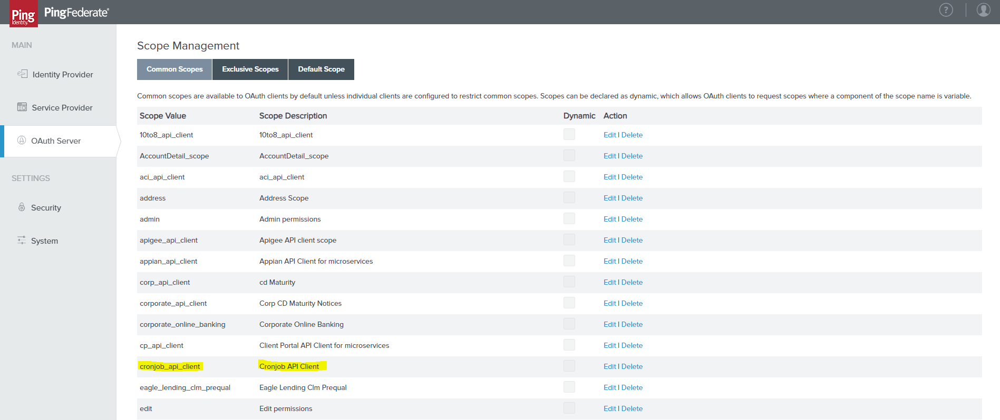 Ping
Identity.
PingFederate®
?
MAIN
Identity Provider
Service Provider
OAuth Server
SETTINGS
Security
System
Scope Management
Common Scopes Exclusive Scopes Default Scope
Common scopes are available to OAuth clients by default unless individual clients are configured to restrict common scopes. Scopes can be declared as dynamic, which allows OAuth clients to request scopes where a component of the scope name is variable.
Scope Value Scope Description Dynamic Action
10to8_api_client 10to8_api_client Edit | Delete
AccountDetail_scope AccountDetail_scope Edit | Delete
aci_api_client aci_api_client Edit | Delete
address Address Scope Edit | Delete
admin Admin permissions Edit | Delete
apigee_api_client Apigee API client scope Edit | Delete
appian_api_client Appian API Client for microservices Edit | Delete
corp_api_client cd Maturity Edit | Delete
corporate_api_client Corp CD Maturity Notices Edit | Delete
corporate_online_banking Corporate Online Banking Edit | Delete
cp_api_client Client Portal API Client for microservices Edit | Delete
cronjob_api_client Cronjob API Client Edit | Delete
eagle_lending_clm_prequal Eagle Lending Clm Prequal Edit | Delete
edit Edit permissions Edit | Delete